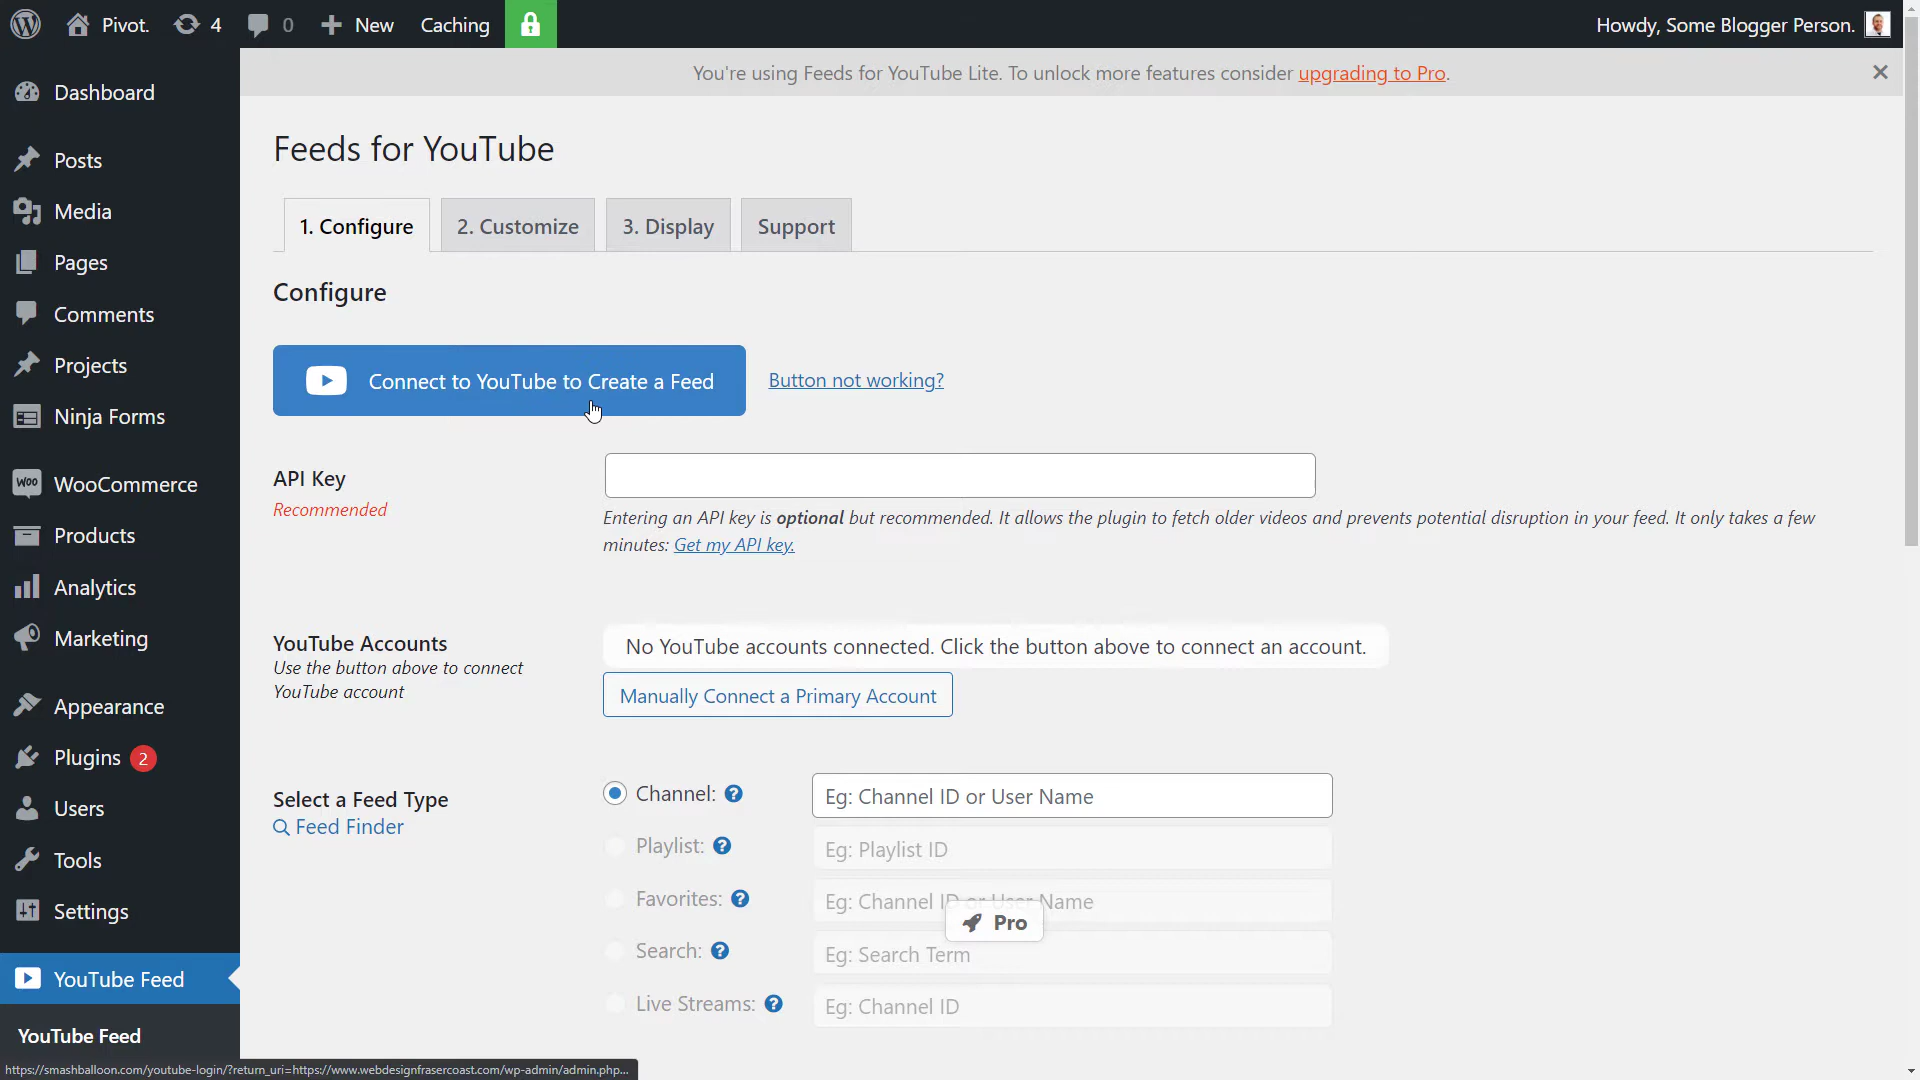 Pivot.
4
0
New
Caching
Howdy, Some Blogger Person.
You're using Feeds for YouTube Lite. To unlock more features consider upgrading to Pro.
Dashboard
Posts
Media
Pages
Comments
Projects
Ninja Forms
Woo
WooCommerce
Products
Analytics
Marketing
Appearance
Plugins 2
Users
Tools
Settings
YouTube Feed
YouTube Feed
Feeds for YouTube
1. Configure
2. Customize
3. Display
Support
Configure
Connect to YouTube to Create a Feed
Button not working?
API Key
Recommended
Entering an API key is optional but recommended. It allows the plugin to fetch older videos and prevents potential disruption in your feed. It only takes a few
minutes: Get my API key.
YouTube Accounts
Use the button above to connect
YouTube account
No YouTube accounts connected. Click the button above to connect an account.
Manually Connect a Primary Account
Select a Feed Type
Feed Finder
Channel: ?
Eg: Channel ID or User Name
Playlist: ?
Eg: Playlist ID
Favorites: ?
Eg: Channel ID or User Name
Pro
Search: ?
Eg: Search Term
Live Streams: ?
Eg: Channel ID
https://smashballoon.com/youtube-login/?return_uri=https://www.webdesignfrasercoast.com/wp-admin/admin.php...